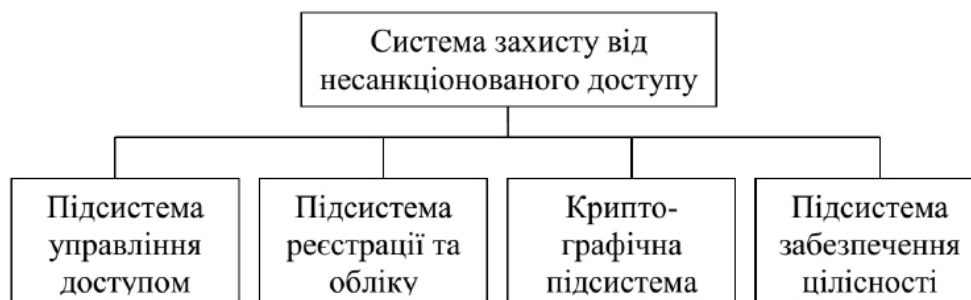 Система захисту від
несанкціонованого доступу
Підсистема
управління
доступом
Підсистема
реєстрації та
обліку
Крипто-
графічна
підсистема
Підсистема
забезпечення
цілісності